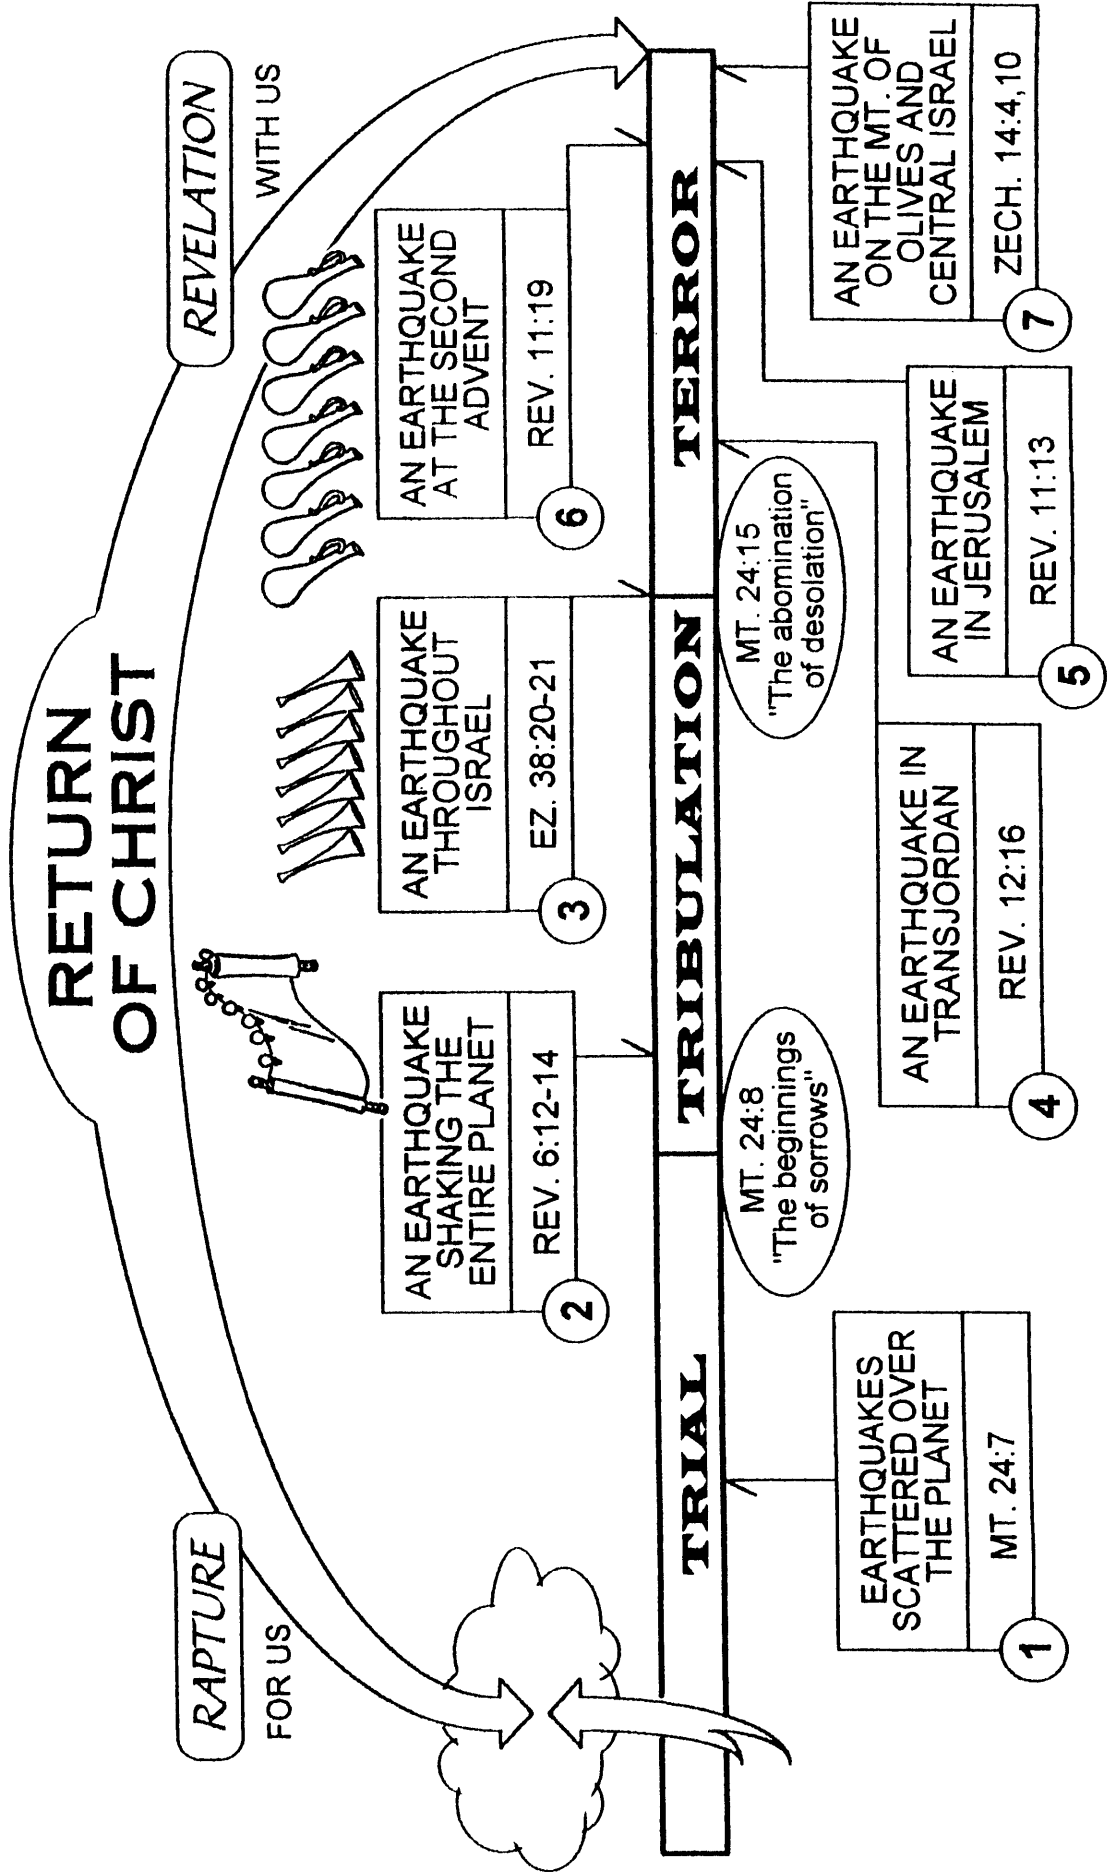 RETURN
OF CHRIST
RAPTURE
FOR US
REVELATION
WITH US
AN EARTHQUAKE
SHAKING THE
ENTIRE PLANET
REV. 6:12-14
2
AN EARTHQUAKE
THROUGHOUT
ISRAEL
EZ. 38:20-21
3
AN EARTHQUAKE
AT THE SECOND
ADVENT
REV. 11:19
6
TRIAL
TRIBULATION
TERROR
MT. 24:8
"The beginnings
of sorrows"
MT. 24:15
"The abomination
of desolation"
EARTHQUAKES
SCATTERED OVER
THE PLANET
MT. 24:7
1
AN EARTHQUAKE IN
TRANSJORDAN
REV. 12:16
4
AN EARTHQUAKE
IN JERUSALEM
REV. 11:13
5
AN EARTHQUAKE
ON THE MT. OF
OLIVES AND
CENTRAL ISRAEL
ZECH. 14:4,10
7